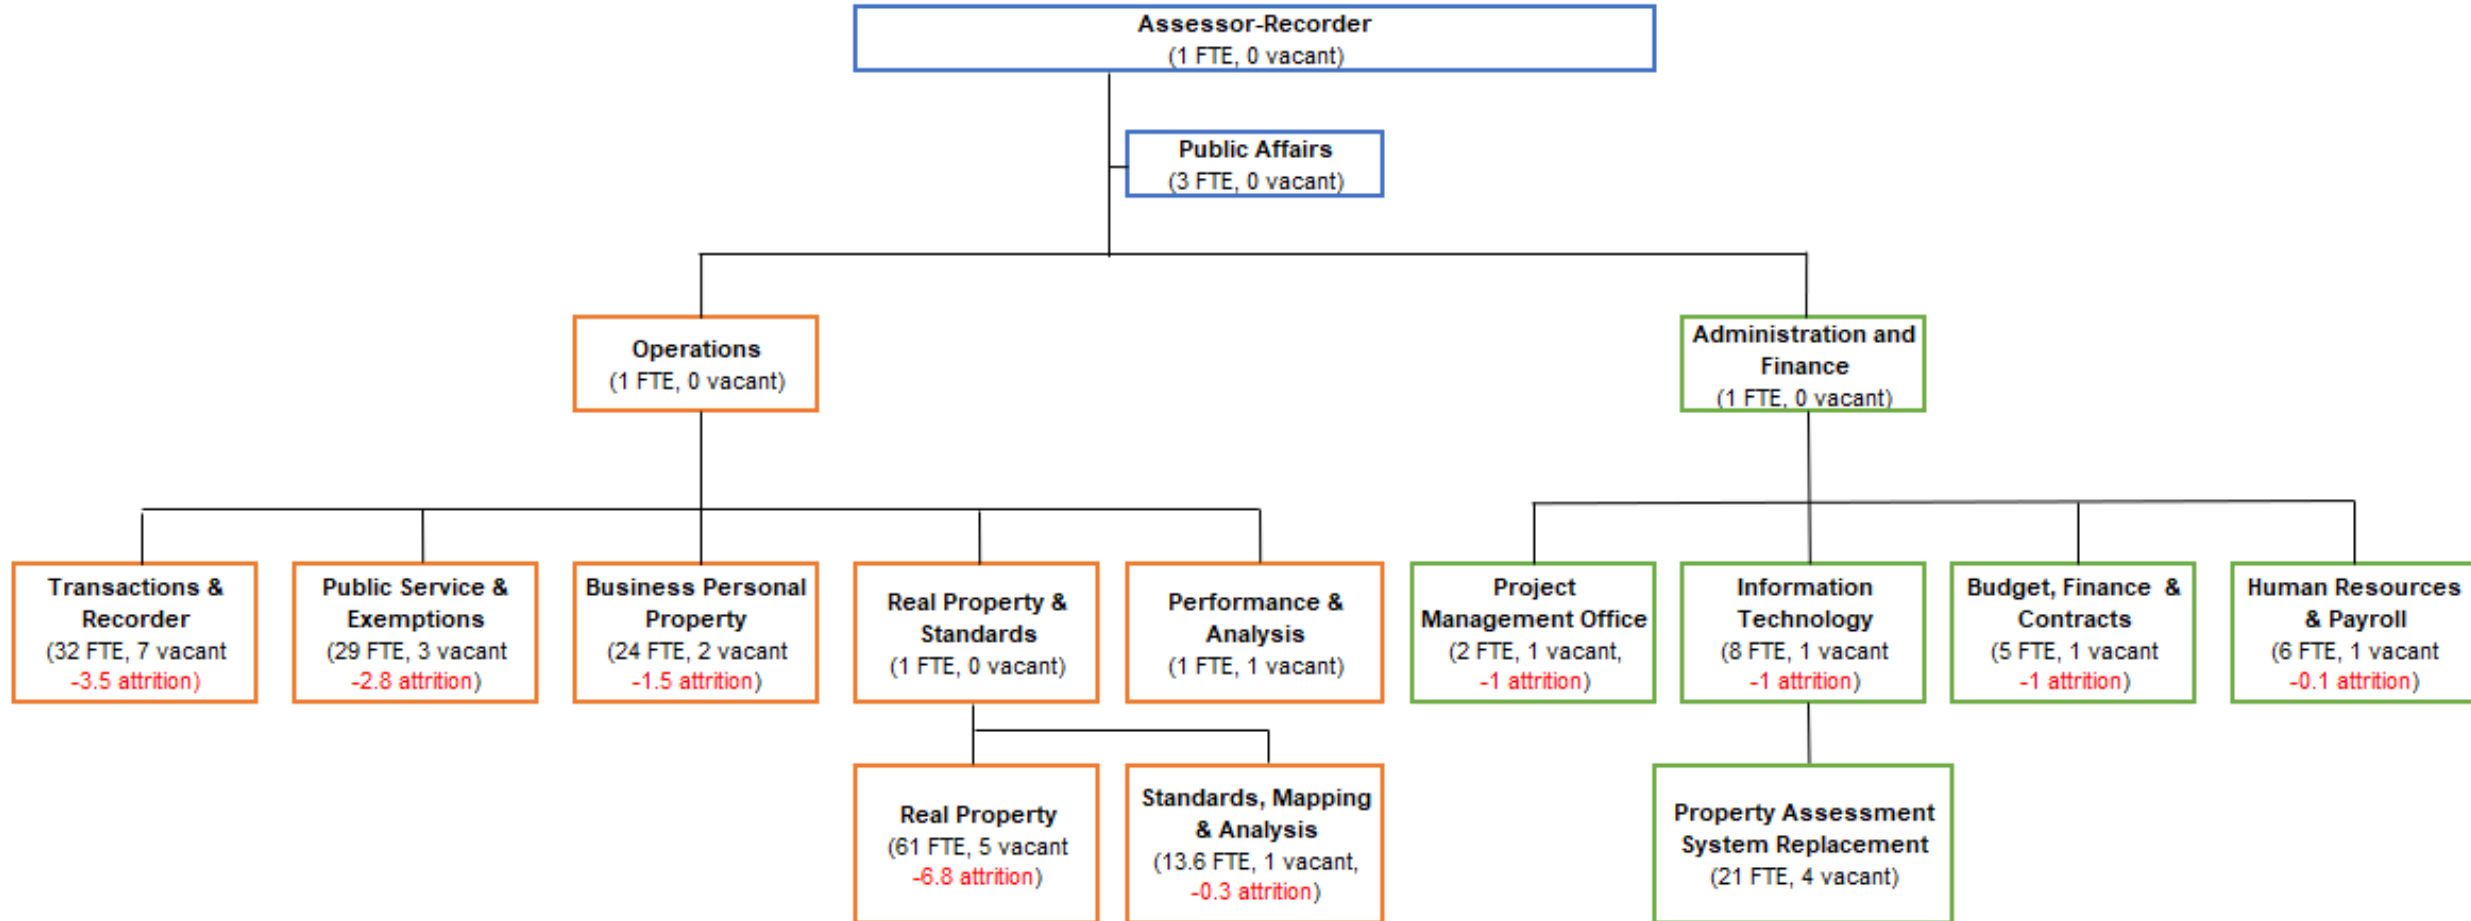 Assessor-Recorder
(1 FTE, 0 vacant)
Public Affairs
(3 FTE, 0 vacant)
Operations
(1 FTE, 0 vacant)
Administration and
Finance
(1 FTE, 0 vacant)
Transactions &
Recorder
(32 FTE, 7 vacant
-3.5 attrition)
Public Service &
Exemptions
(29 FTE, 3 vacant
-2.8 attrition)
Business Personal
Property
(24 FTE, 2 vacant
-1.5 attrition)
Real Property &
Standards
(1 FTE, 0 vacant)
Performance &
Analysis
(1 FTE, 1 vacant)
Project
Management Office
(2 FTE, 1 vacant,
-1 attrition)
Information
Technology
(8 FTE, 1 vacant
-1 attrition)
Budget, Finance &
Contracts
(5 FTE, 1 vacant
-1 attrition)
Human Resources
& Payroll
(6 FTE, 1 vacant
-0.1 attrition)
Real Property
(61 FTE, 5 vacant
-6.8 attrition)
Standards, Mapping
& Analysis
(13.6 FTE, 1 vacant,
-0.3 attrition)
Property Assessment
System Replacement
(21 FTE, 4 vacant)